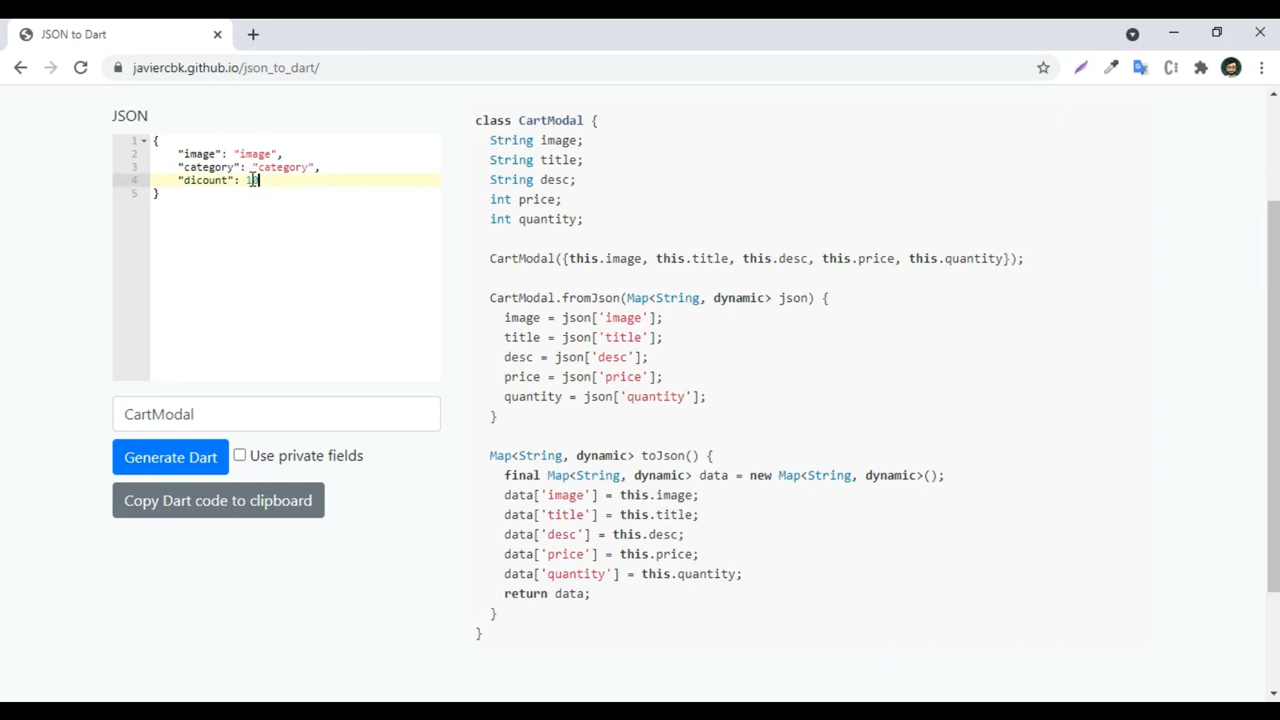 JSON to Dart
javiercbk.github.io/json_to_dart/
JSON
1 {
2 "image": "image",
3 "category": "category",
4 "dicount": 10
5 }
CartModal
Generate Dart
Use private fields
Copy Dart code to clipboard
class CartModal {
String image;
String title;
String desc;
int price;
int quantity;
CartModal({this.image, this.title, this.desc, this.price, this.quantity});
CartModal.fromJson(Map<String, dynamic> json) {
image = json['image'];
title = json['title'];
desc = json['desc'];
price = json['price'];
quantity = json['quantity'];
}
Map<String, dynamic> toJson() {
final Map<String, dynamic> data = new Map<String, dynamic>();
data['image'] = this.image;
data['title'] = this.title;
data['desc'] = this.desc;
data['price'] = this.price;
data['quantity'] = this.quantity;
return data;
}
}